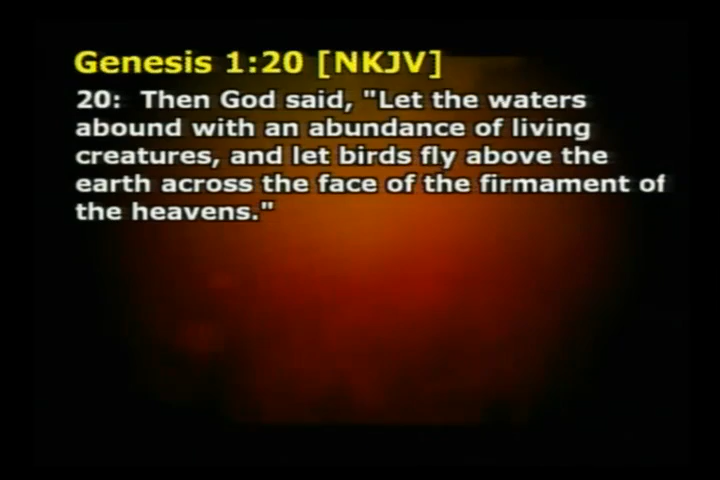 Genesis 1:20 [NKJV]
20: Then God said, "Let the waters
abound with an abundance of living
creatures, and let birds fly above the
earth across the face of the firmament of
the heavens."